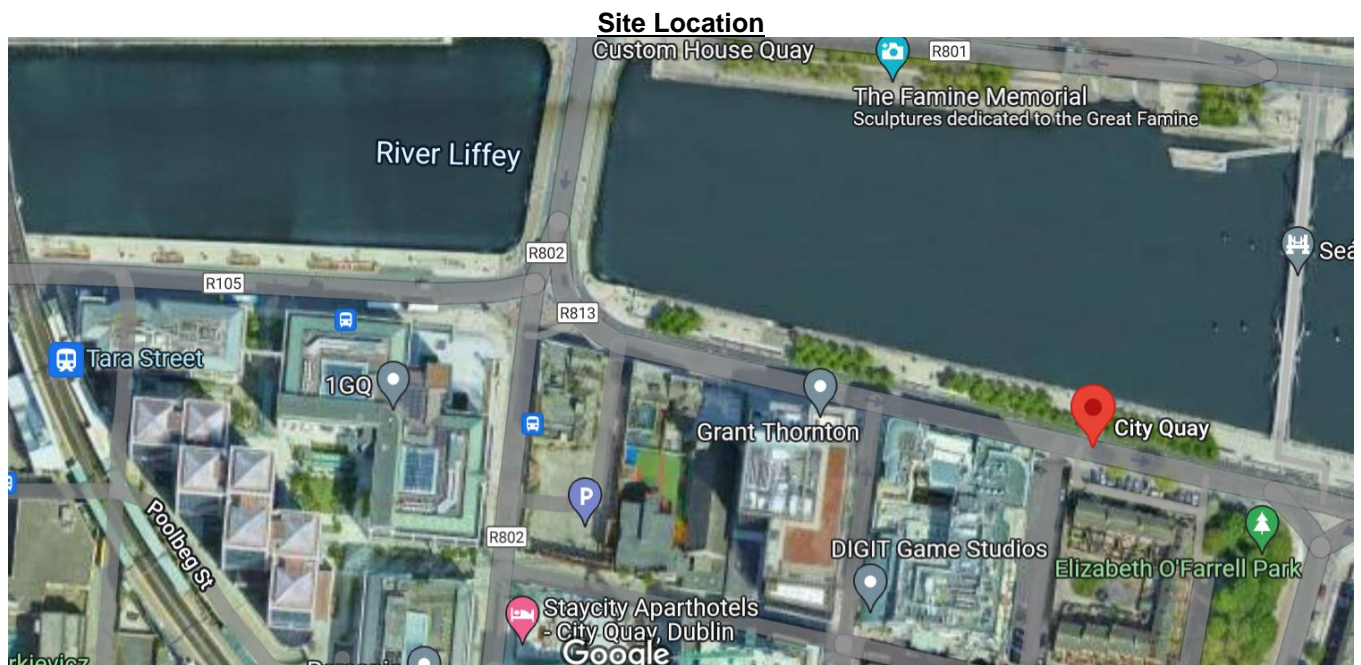 Site Location
Custom House Quay
R801
The Famine Memorial
Sculptures dedicated to the Great Famine
River Liffey
R802
Seá
R105
R813
Tara Street
1GQ
Grant Thornton
City Quay
P
Poolbeg St
R802
DIGIT Game Studios
Elizabeth O'Farrell Park
Staycity Aparthotels
- City Quay, Dublin
Google